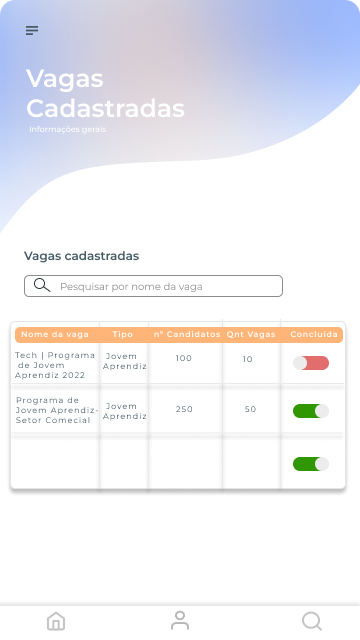 Vagas
Cadastradas
Informações gerais
Vagas cadastradas
Pesquisar por nome da vaga
Nome da vaga Tipo nº Candidatos Qnt Vagas Concluída
Tech | Programa
de Jovem
Aprendiz 2022
Jovem
Aprendiz
100
10
Programa de
Jovem Aprendiz-
Setor Comecial
Jovem
Aprendiz
250
50